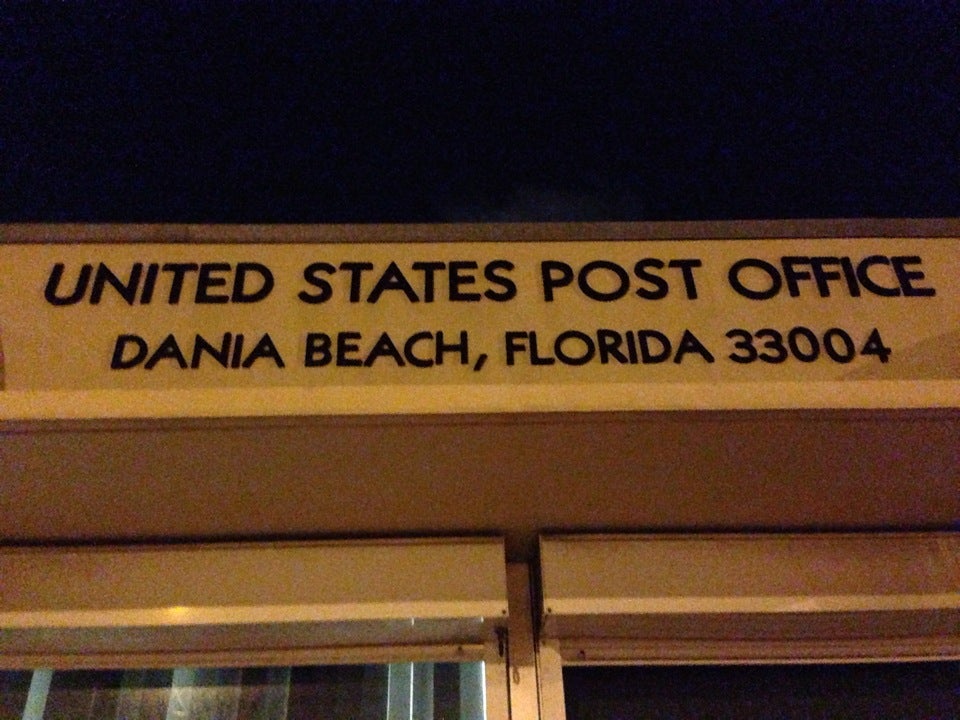 UNITED STATES POST OFFICE
DANIA BEACH, FLORIDA 33004